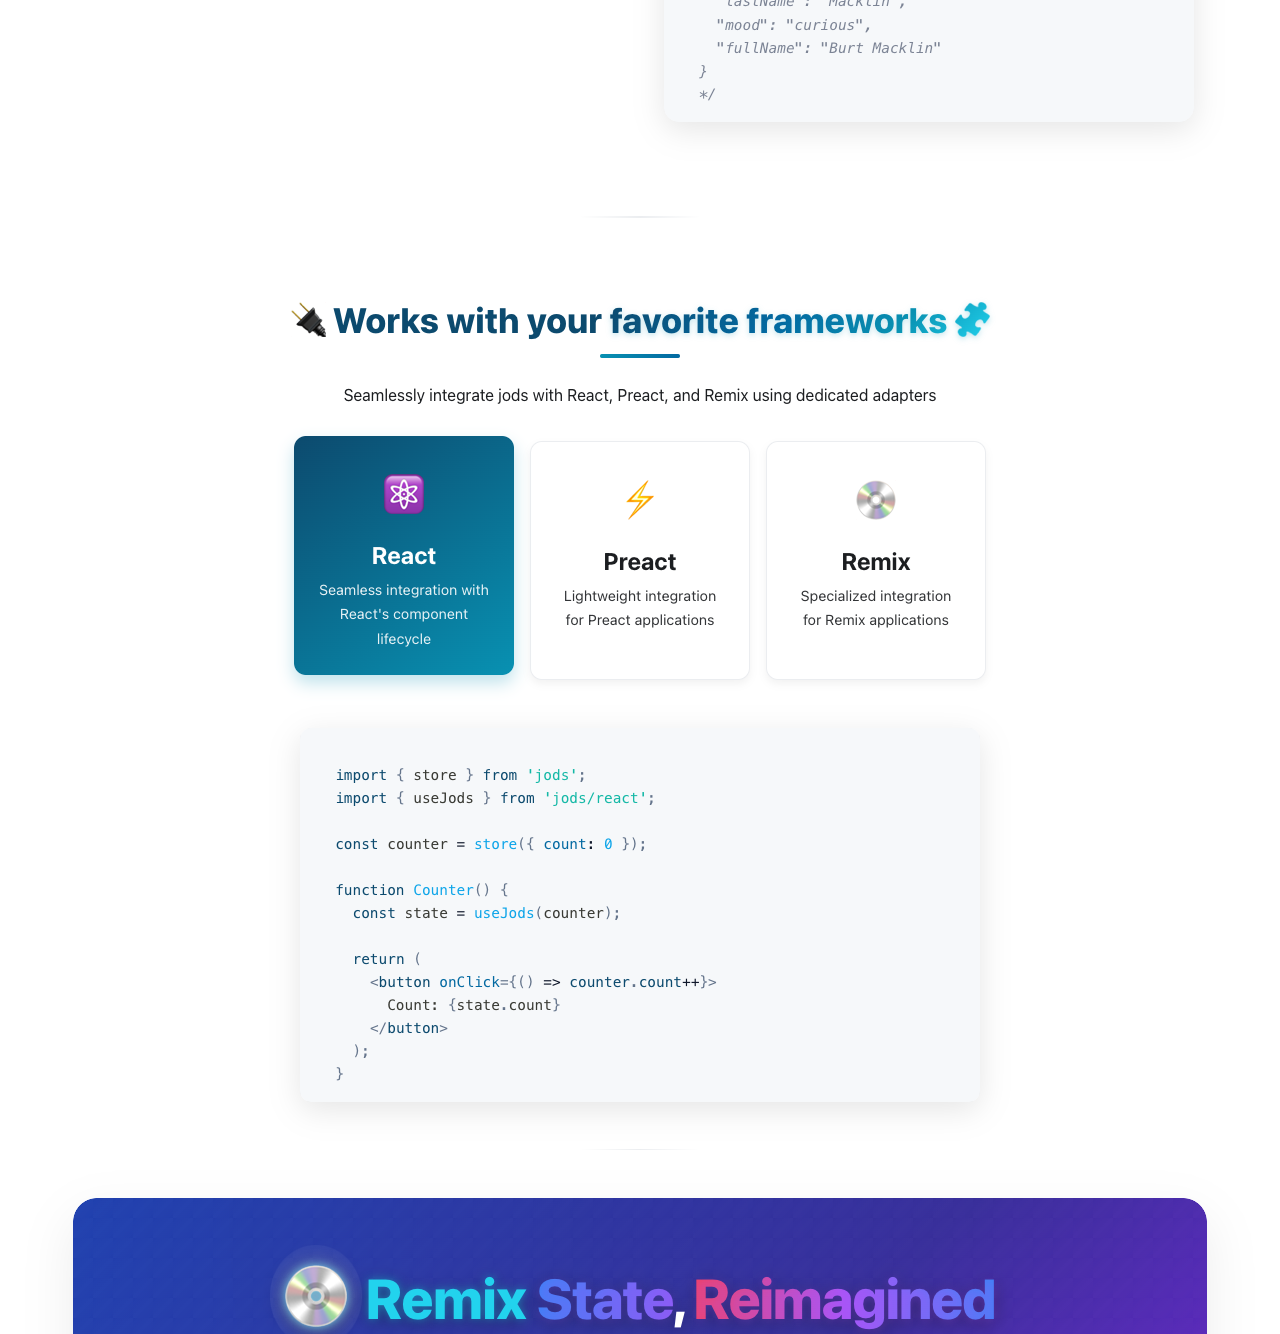 "lastName": "Macklin",
"mood": "curious",
"fullName": "Burt Macklin"
}
*/
Works with your favorite frameworks
Seamlessly integrate jods with React, Preact, and Remix using dedicated adapters
React
Seamless integration with
React's component
lifecycle
Preact
Lightweight integration
for Preact applications
Remix
Specialized integration
for Remix applications
import { store } from 'jods';
import { useJods } from 'jods/react';
const counter = store({ count: 0 });
function Counter() {
const state = useJods(counter);
return (
<button onClick={() => counter.count++}>
Count: {state.count}
</button>
);
}
Remix State, Reimagined